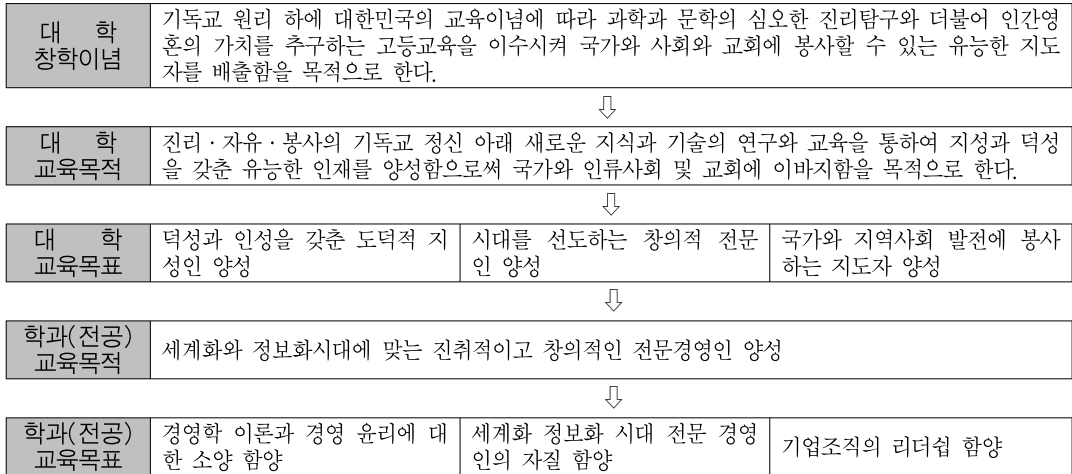 대 학
창학이념
기독교 원리 하에 대한민국의 교육이념에 따라 과학과 문학의 심오한 진리탐구와 더불어 인간영
혼의 가치를 추구하는 고등교육을 이수시켜 국가와 사회와 교회에 봉사할 수 있는 유능한 지도
자를 배출함을 목적으로 한다.
⇩
대 학
교육목적
진리·자유·봉사의 기독교 정신 아래 새로운 지식과 기술의 연구와 교육을 통하여 지성과 덕성
을 갖춘 유능한 인재를 양성함으로써 국가와 인류사회 및 교회에 이바지함을 목적으로 한다.
⇩
대 학
교육목표
덕성과 인성을 갖춘 도덕적 지
성인 양성
시대를 선도하는 창의적 전문
인 양성
국가와 지역사회 발전에 봉사
하는 지도자 양성
⇩
학과(전공)
교육목적
세계화와 정보화시대에 맞는 진취적이고 창의적인 전문경영인 양성
⇩
학과(전공)
교육목표
경영학 이론과 경영 윤리에 대
한 소양 함양
세계화 정보화 시대 전문 경영
인의 자질 함양
기업조직의 리더쉽 함양